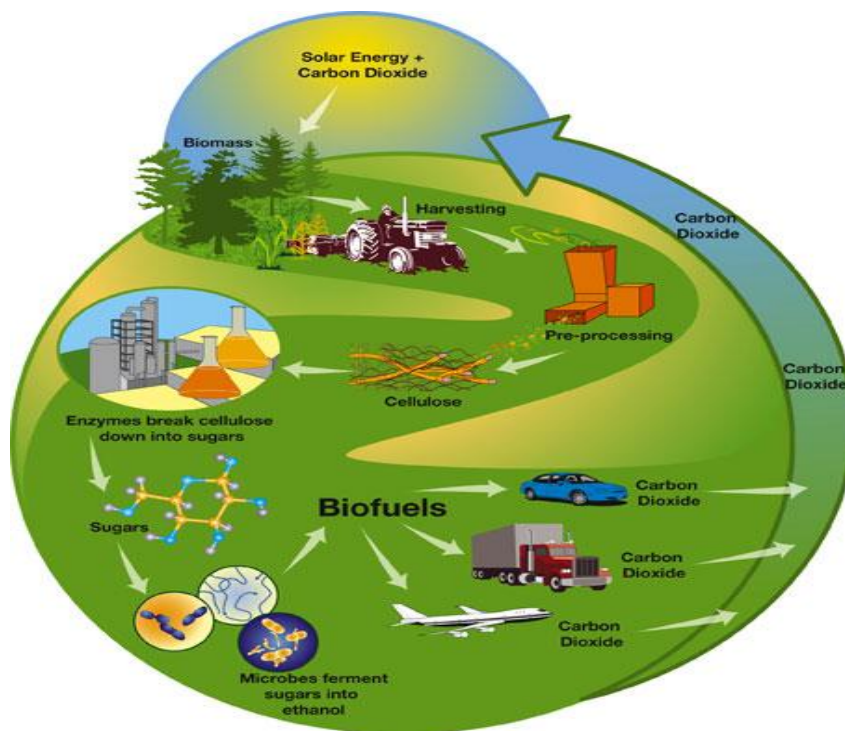 Solar Energy +
Carbon Dioxide
Biomass
Harvesting
Carbon
Dioxide
Pre-processing
Carbon
Dioxide
Cellulose
Enzymes break cellulose
down into sugars
Sugars
Biofuels
Carbon
Dioxide
Carbon
Dioxide
Carbon
Dioxide
Microbes ferment
sugars into
ethanol